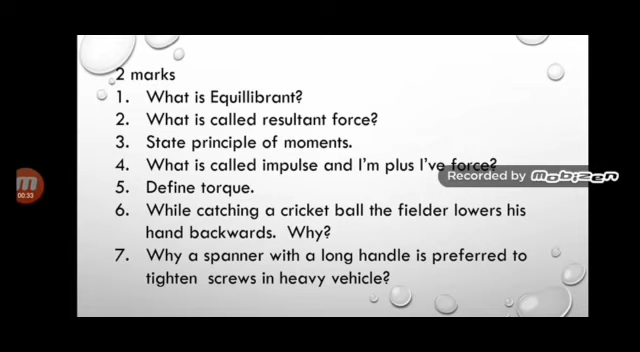 2 marks
1. What is Equillibrant?
2. What is called resultant force?
3. State principle of moments.
4. What is called impulse and I'm plus I've force?
Recorded by Mobizen
00:33
5. Define torque.
6. While catching a cricket ball the fielder lowers his
hand backwards. Why?
7. Why a spanner with a long handle is preferred to
tighten screws in heavy vehicle?